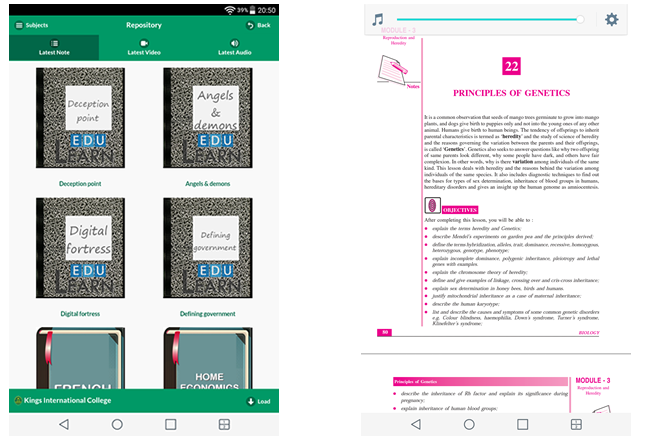 39% 20:50
Subjects
Repository
Back
Latest Note
Latest Video
Latest Audio
Deception
point
EDU
LEARN
Deception point
Angels
&
demons
EDU
LEARN
Angels & demons
Digital
fortress
EDU
LEARN
Digital fortress
Defining
government
EDU
LEARN
Defining government
FRENCH
HOME
ECONOMICS
Kings International College
Load
MODULE - 3
Reproduction and
Heredity
Notes
22
PRINCIPLES OF GENETICS
It is a common observation that seeds of mango trees germinate to grow into mango
plants, and dogs give birth to puppies only and not into the young ones of any other
animal. Humans give birth to human beings. The tendency of offsprings to inherit
parental characteristics is termed as 'heredity' and the study of science of heredity
and the reasons governing the variation between the parents and their offsprings,
is called 'Genetics'. Genetics also seeks to answer questions like why two offspring
of same parents look different, why some people have dark, and others have fair
complexion. In other words, why is there variation among individuals of the same
kind. This lesson deals with heredity and the reasons behind the variation among
individuals of the same species. It also includes diagnostic techniques to find out
the bases for types of sex determination, inheritance of blood groups in humans,
hereditary disorders and gives an insight up the human genome as amniocentesis.
OBJECTIVES
After completing this lesson, you will be able to :
explain the terms heredity and Genetics;
describe Mendel's experiments on garden pea and the principles derived;
define the terms hybridization, alleles, trait, dominance, recessive, homozygous,
heterozygous, genotype, phenotype;
explain incomplete dominance, polygenic inheritance, pleiotropy and lethal
genes with examples.
explain the chromosome theory of heredity;
define and give examples of linkage, crossing over and cris-cross inheritance;
explain sex determination in honey bees, birds and humans.
justify mitochondrial inheritance as a case of maternal inheritance;
describe the human karyotype;
list and describe the causes and symptoms of some common genetic disorders
e.g. Colour blindness, haemophilia, Down's syndrome, Turner's syndrome,
Klinefelter's syndrome;
80
BIOLOGY
Principles of Genetics
MODULE - 3
Reproduction and
Heredity
describe the inheritance of Rh factor and explain its significance during
pregnancy;
explain inheritance of human blood groups;